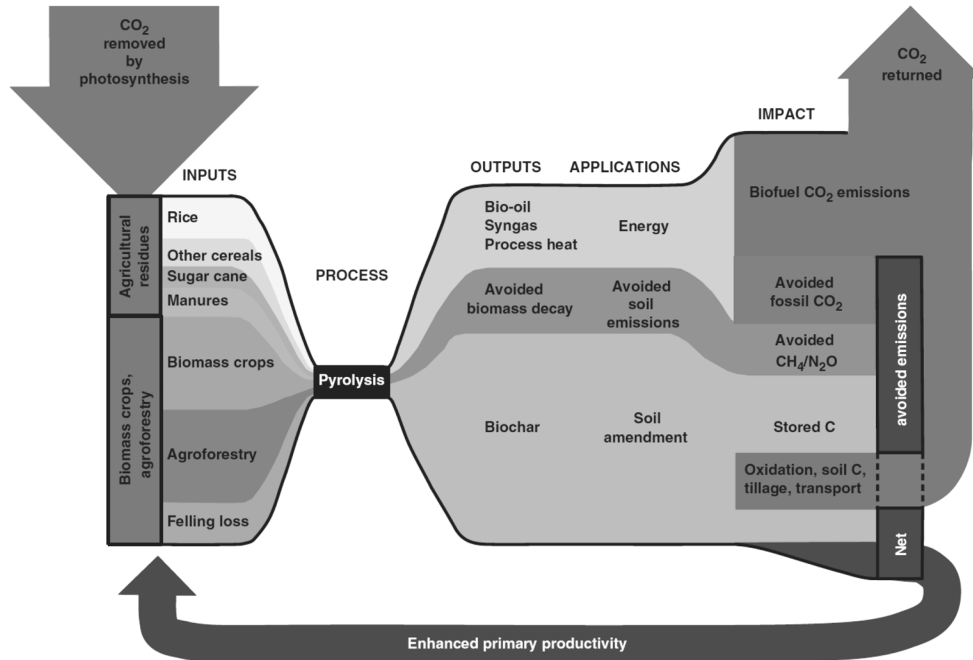 CO2
removed
by
photosynthesis
CO2
returned
IMPACT
INPUTS
OUTPUTS
APPLICATIONS
PROCESS
Agricultural
residues
Rice
Other cereals
Sugar cane
Manures
Biomass crops,
agroforestry
Biomass crops
Agroforestry
Felling loss
Pyrolysis
Bio-oil
Syngas
Process heat
Energy
Biofuel CO2 emissions
Avoided
biomass decay
Avoided
soil
emissions
Avoided
fossil CO2
Avoided
CH4/N2O
Biochar
Soil
amendment
Stored C
Oxidation, soil C,
tillage, transport
avoided emissions
Net
Enhanced primary productivity